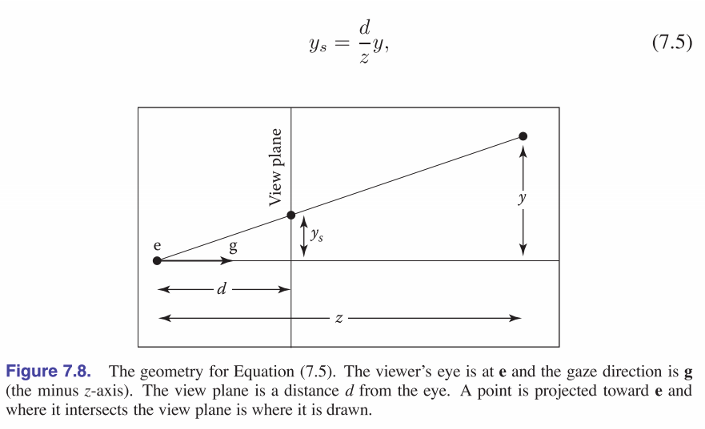 y_s = d/z y,
(7.5)
View plane
e
g
y_s
y
d
z
Figure 7.8. The geometry for Equation (7.5). The viewer's eye is at e and the gaze direction is g
(the minus z-axis). The view plane is a distance d from the eye. A point is projected toward e and
where it intersects the view plane is where it is drawn.